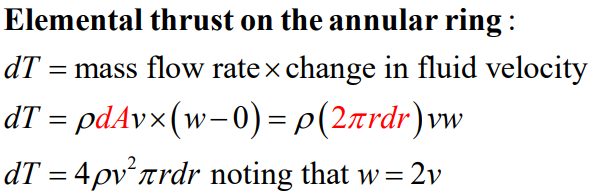 Elemental thrust on the annular ring :
dT = mass flow rate × change in fluid velocity
dT = ρdAv × (w − 0) = ρ(2πrdr)vw
dT = 4ρv²πrdr noting that w = 2v